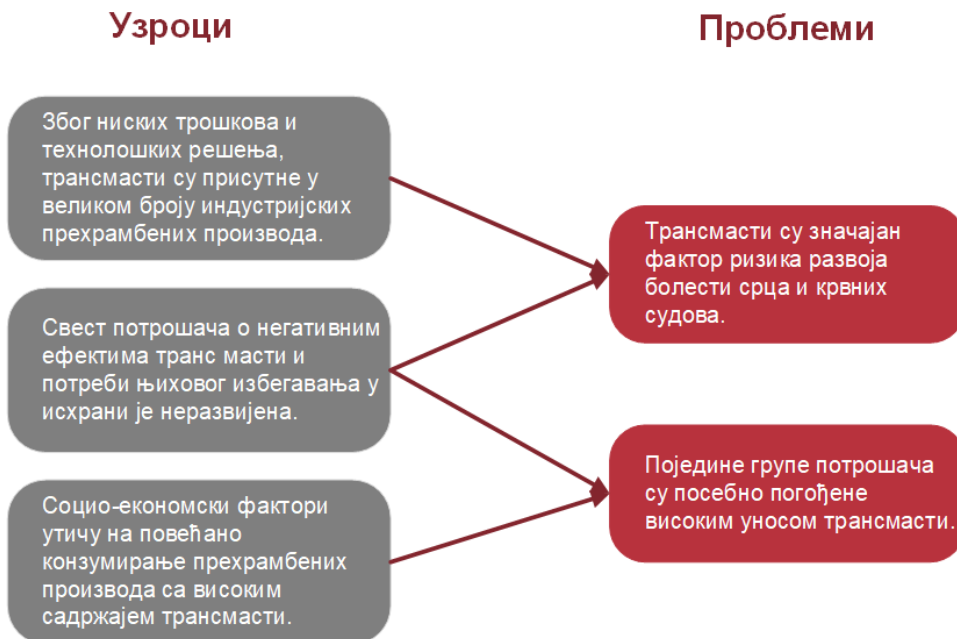 Узроци
Проблеми
Због ниских трошкова и
технолошких решења,
трансмасти су присутне у
великом броју индустријских
прехрамбених производа.
Свест потрошача о негативним
ефектима транс масти и
потреби њиховог избегавања у
исхрани је неразвијена.
Социо-економски фактори
утичу на повећано
конзумирање прехрамбених
производа са високим
садржајем трансмасти.
Трансмасти су значајан
фактор ризика развоја
болести срца и крвних
судова.
Поједине групе потрошача
су посебно погођене
високим уносом трансмасти.